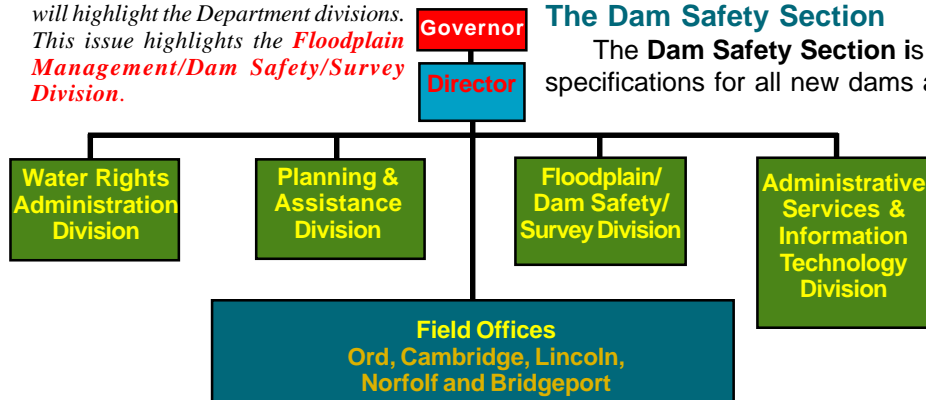 will highlight the Department divisions.
This issue highlights the Floodplain
Management/Dam Safety/Survey
Division.
Governor
Director
The Dam Safety Section
The Dam Safety Section is
specifications for all new dams a
Water Rights
Administration
Division
Planning &
Assistance
Division
Floodplain/
Dam Safety/
Survey Division
Administrative
Services &
Information
Technology
Division
Field Offices
Ord, Cambridge, Lincoln,
Norfolf and Bridgeport